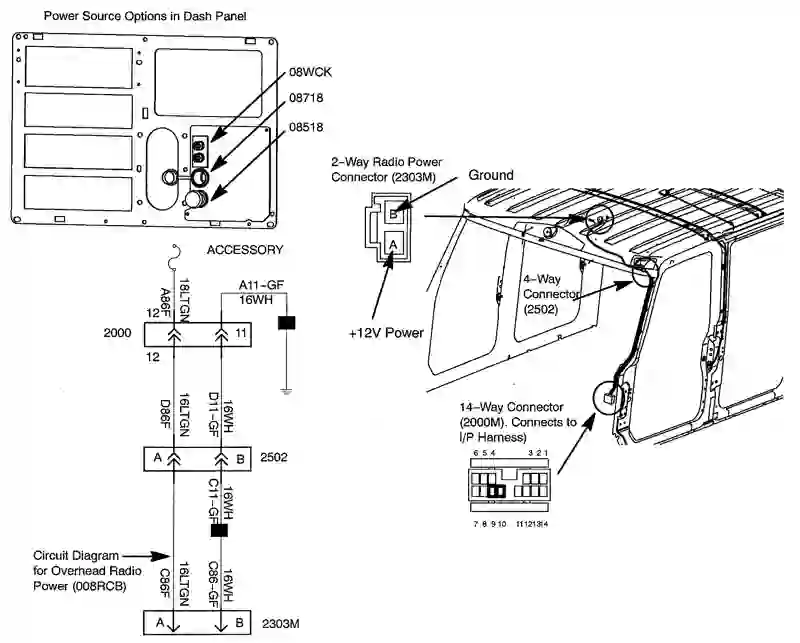 Power Source Options in Dash Panel
08WCK
08718
08518
2-Way Radio Power
Connector (2303M)
Ground
B
A
+12V Power
4-Way
Connector
(2502)
14-Way Connector
(2000M). Connects to
I/P Harness)
6 5 4
3 2 1
7 8 9 10
11 12 13 14
ACCESSORY
A86F
18LTGN
A11-GF
16WH
12
2000
11
12
D86F
16LTGN
D11-GF
16WH
A
B
2502
C11-GF
16WH
Circuit Diagram
for Overhead Radio
Power (008RCB)
C86F
16LTGN
C86-GF
16WH
A
B
2303M